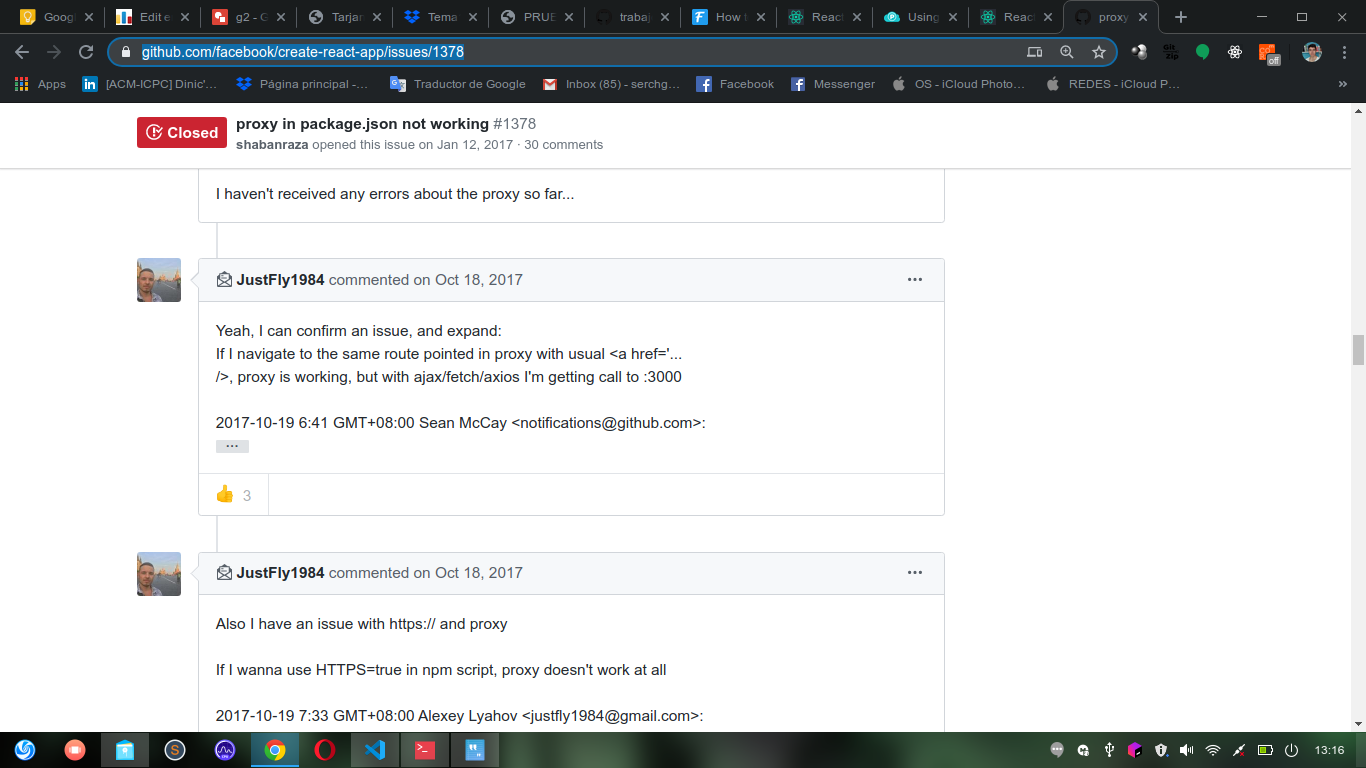 Googl
Edit e
g2 - G
Tarjan
Tema
PRUE
trabaj
How t
React
Using
React
proxy
github.com/facebook/create-react-app/issues/1378
Git
zip
off
Apps
[ACM-ICPC] Dinic'...
Página principal -...
Traductor de Google
Inbox (85) - serchg...
Facebook
Messenger
OS - iCloud Photo...
REDES - iCloud P...
»
Closed
proxy in package.json not working #1378
shabanraza opened this issue on Jan 12, 2017 · 30 comments
I haven't received any errors about the proxy so far...
JustFly1984 commented on Oct 18, 2017
Yeah, I can confirm an issue, and expand:
If I navigate to the same route pointed in proxy with usual <a href='...
/>, proxy is working, but with ajax/fetch/axios I'm getting call to :3000
2017-10-19 6:41 GMT+08:00 Sean McCay <notifications@github.com>:
...
3
JustFly1984 commented on Oct 18, 2017
Also I have an issue with https:// and proxy
If I wanna use HTTPS=true in npm script, proxy doesn't work at all
2017-10-19 7:33 GMT+08:00 Alexey Lyahov <justfly1984@gmail.com>:
13:16